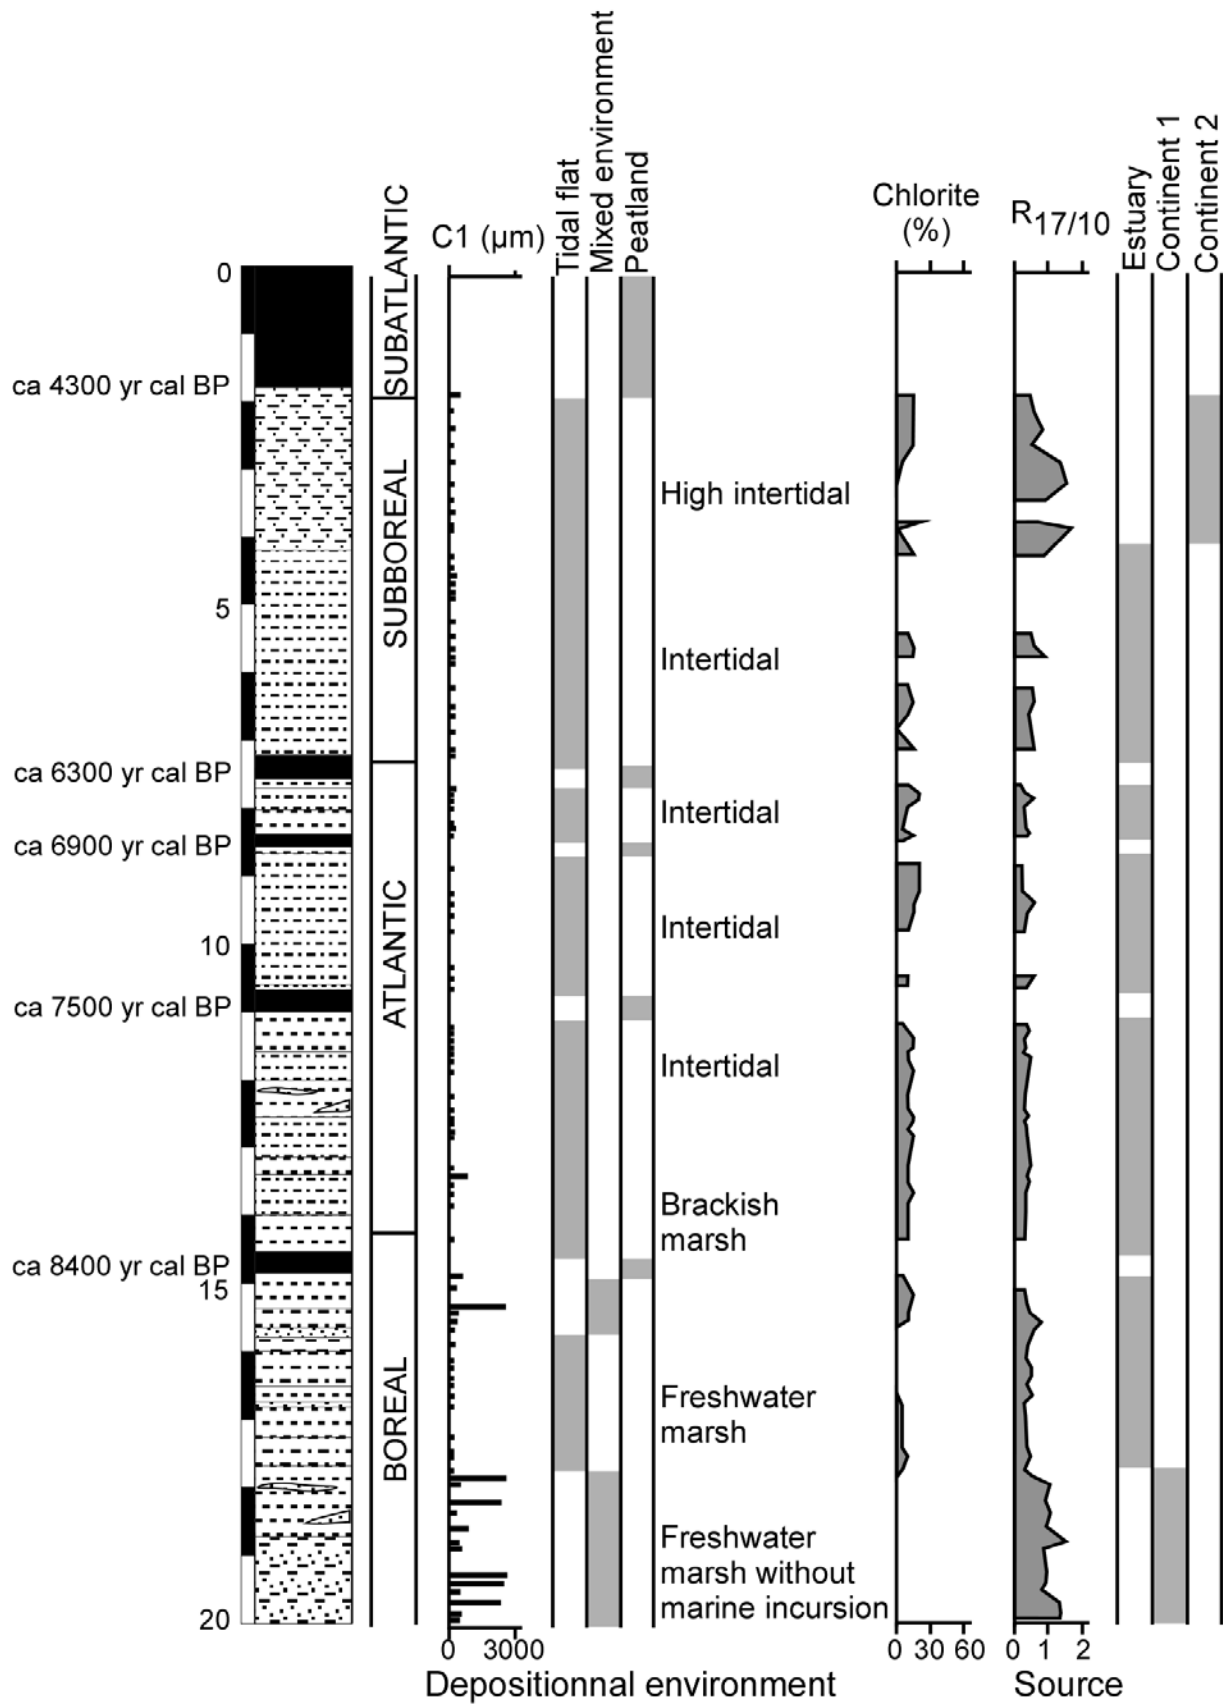 Tidal flat
Mixed environment
Peatland
Estuary
Continent 1
Continent 2
C1 (µm)
Chlorite
(%)
R17/10
0
5
10
15
20
ca 4300 yr cal BP
ca 6300 yr cal BP
ca 6900 yr cal BP
ca 7500 yr cal BP
ca 8400 yr cal BP
SUBATLANTIC
SUBBOREAL
ATLANTIC
BOREAL
High intertidal
Intertidal
Intertidal
Intertidal
Intertidal
Brackish
marsh
Freshwater
marsh
Freshwater
marsh without
marine incursion
0 3000
0 30 60
0 1 2
Depositionnal environment
Source